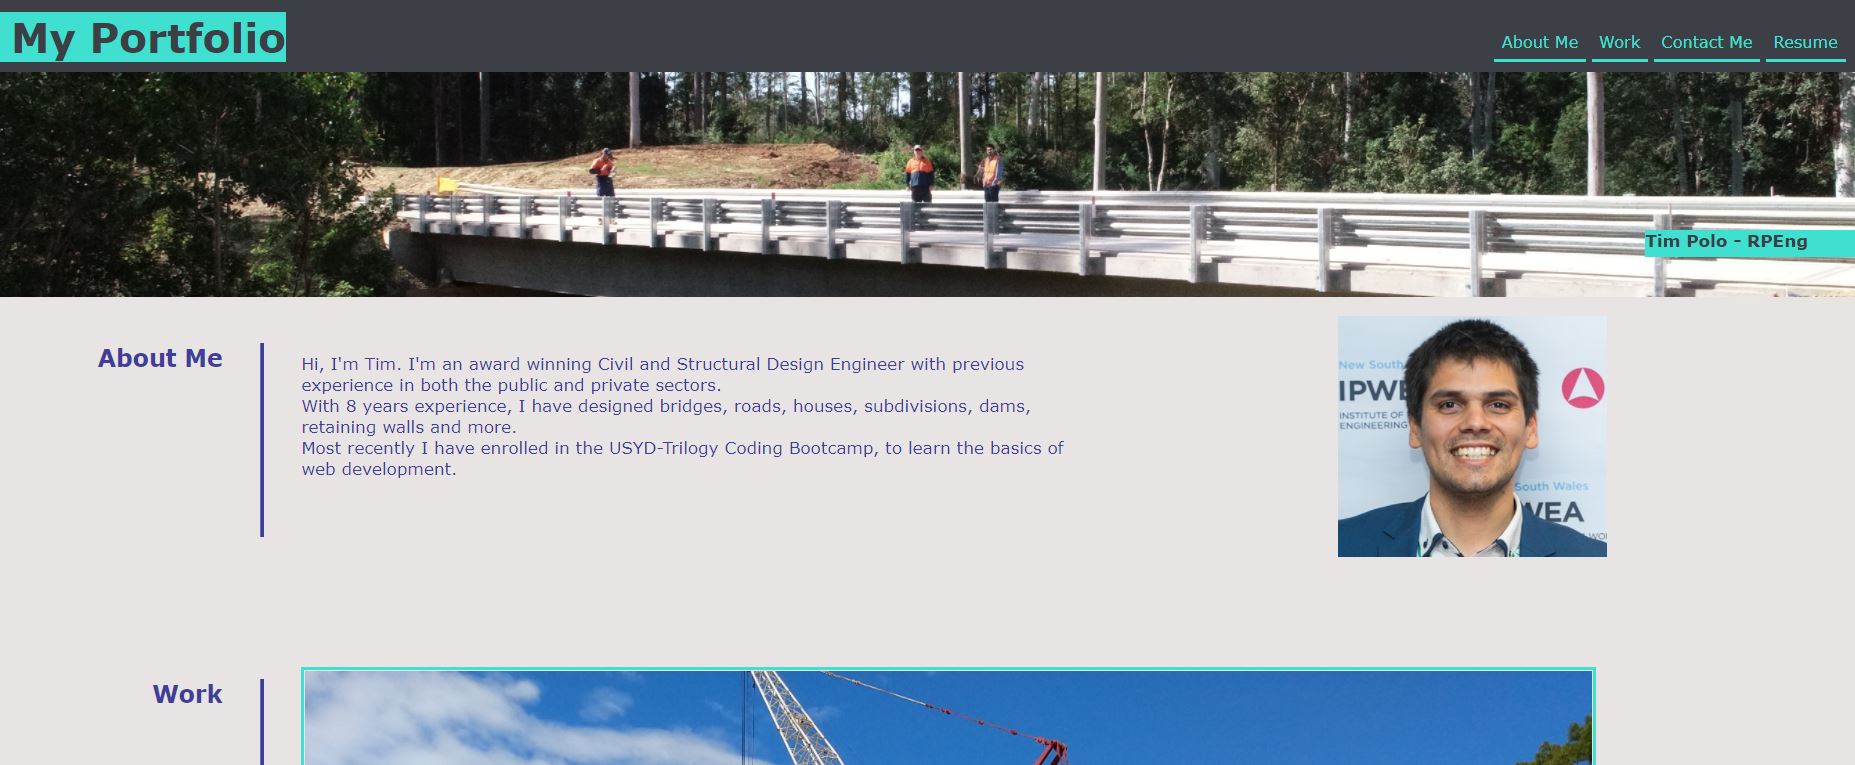 My Portfolio
About Me Work Contact Me Resume
Tim Polo - RPEng
About Me
Hi, I'm Tim. I'm an award winning Civil and Structural Design Engineer with previous
experience in both the public and private sectors.
With 8 years experience, I have designed bridges, roads, houses, subdivisions, dams,
retaining walls and more.
Most recently I have enrolled in the USYD-Trilogy Coding Bootcamp, to learn the basics of
web development.
New South
IPWE
INSTITUTE OF
ENGINEERING
South Wales
WEA
Work